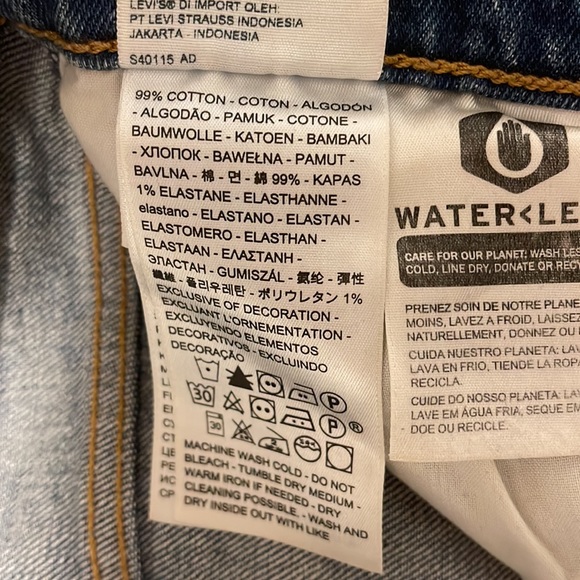 LEVI'S® DI IMPORT OLEH:
PT LEVI STRAUSS INDONESIA
JAKARTA - INDONESIA
S40115 AD
99% COTTON - COTON - ALGODÓN
- ALGODÃO - PAMUK - COTONE -
BAUMWOLLE - KATOEN - BAMBAKI
- ХЛОПОК - BAWEŁNA - PAMUT -
BAVLNA - 棉 - 면 - 綿 99% - KAPAS
1% ELASTANE - ELASTHANNE -
elastano - ELASTANO - ELASTAN -
ELASTOMERO - ELASTHAN -
ELASTAAN - ΕΛΑΣΤΑΝΗ -
ЭЛАСТАН - GUMISZÁL - 氨纶 - 彈性
纖維 - 폴리우레탄 - ポリウレタン 1%
EXCLUSIVE OF DECORATION -
EXCLUANT L'ORNEMENTATION -
EXCLUYENDO ELEMENTOS
DECORATIVOS - EXCLUINDO
DECORAÇÃO
P
30
P®
30
MACHINE WASH COLD - DO NOT
BLEACH - TUMBLE DRY MEDIUM -
WARM IRON IF NEEDED - DRY
CLEANING POSSIBLE. - WASH AND
DRY INSIDE OUT WITH LIKE
WATER<LE
CARE FOR OUR PLANET: WASH LES
COLD, LINE DRY, DONATE OR REC
PRENEZ SOIN DE NOTRE PLANE
MOINS, LAVEZ A FROID, LAISSEZ
NATURELLEMENT, DONNEZ OU
CUIDA NUESTRO PLANETA: LAV
LAVA EN FRIO, TIENDE LA ROPA
RECICLA.
CUIDE DO NOSSO PLANETA: LAV
LAVE EM ÁGUA FRIA, SEQUE EM
DOE OU RECICLE.